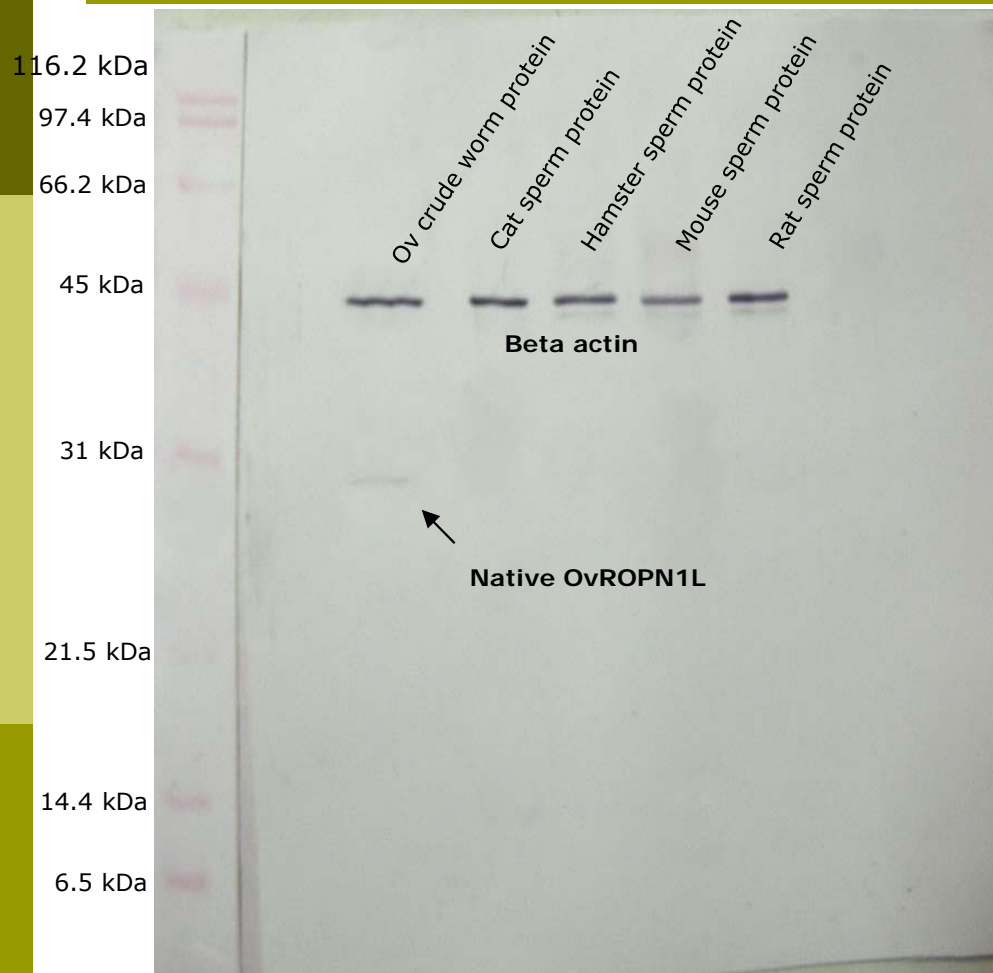 116.2 kDa
97.4 kDa
66.2 kDa
45 kDa
31 kDa
21.5 kDa
14.4 kDa
6.5 kDa
Ov crude worm protein
Cat sperm protein
Hamster sperm protein
Mouse sperm protein
Rat sperm protein
Beta actin
Native OvROPN1L